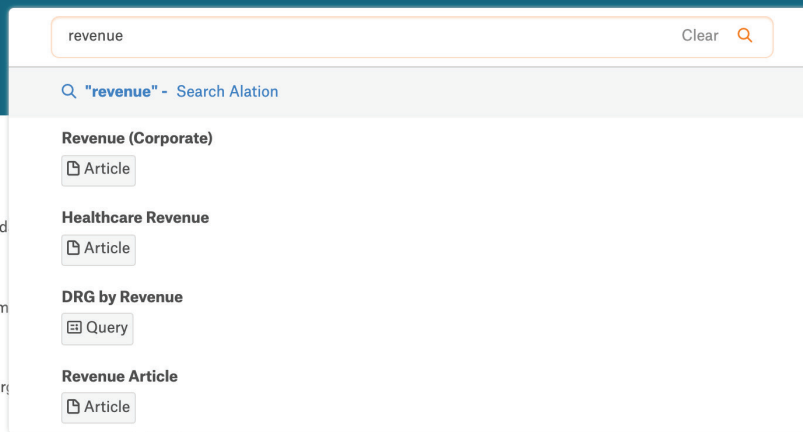 revenue Clear
"revenue" - Search Alation
Revenue (Corporate)
Article
Healthcare Revenue
Article
DRG by Revenue
Query
Revenue Article
Article